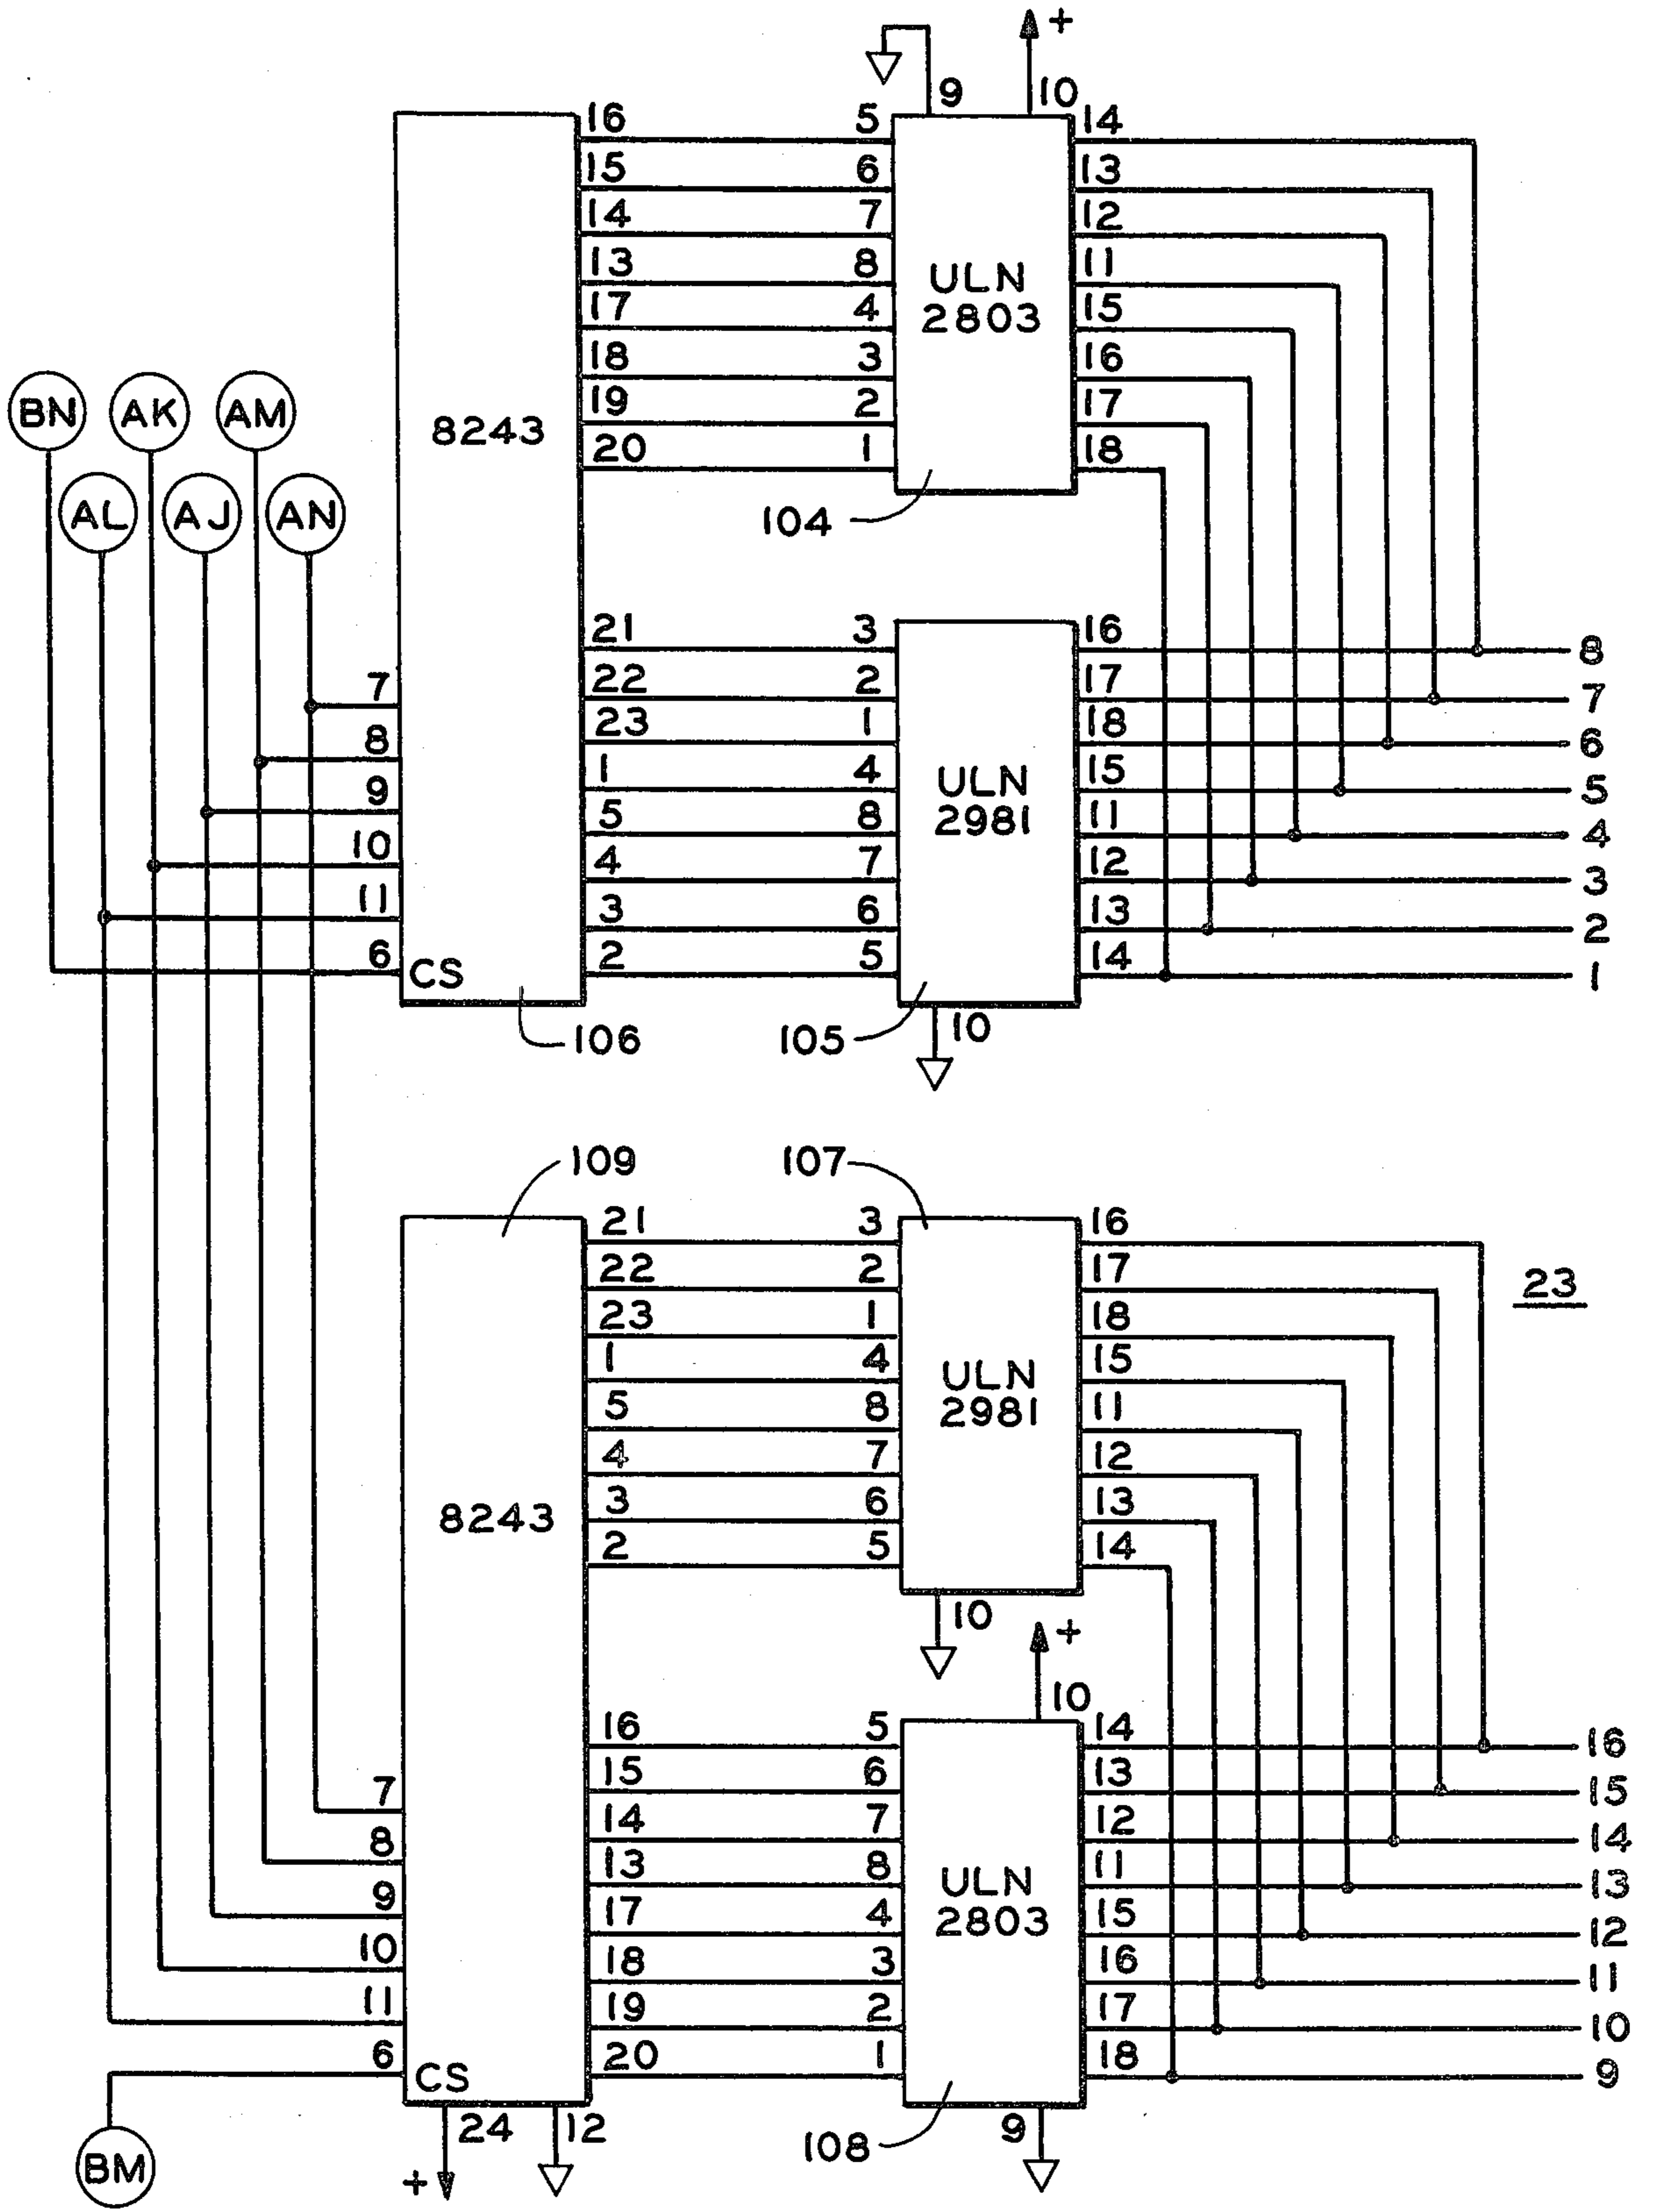 +
9 10
16 5 14
15 6 13
14 7 12
13 8 11
ULN
2803
17 4 15
18 3 16
19 2 17
20 1 18
BN AK AM
8243
AL AJ AN
104
21 3 16 8
22 2 17 7
7
23 1 18 6
8
1 4 15 5
ULN
2981
9
5 8 11 4
10
4 7 12 3
11
3 6 13 2
6 CS
2 5 14 1
10
106 105
109 107
21 3 16
22 2 17
23
23 1 18
1 4 15
ULN
2981
5 8 11
4 7 12
8243
3 6 13
2 5 14
10
+
10
16 5 14 16
15 6 13 15
7
14 7 12 14
8
13 8 11 13
ULN
2803
9
17 4 15 12
10
18 3 16 11
11
19 2 17 10
6 CS
20 1 18 9
24 12 9
108
BM
+